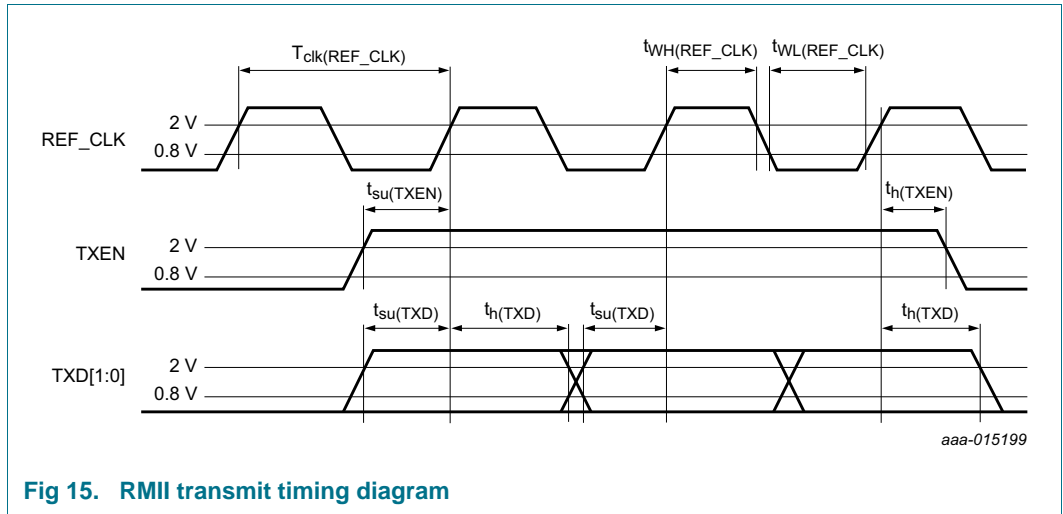 Tclk(REF_CLK)
tWH(REF_CLK) tWL(REF_CLK)
REF_CLK
2 V
0.8 V
tsu(TXEN)
th(TXEN)
TXEN
2 V
0.8 V
tsu(TXD) th(TXD) tsu(TXD) th(TXD)
TXD[1:0]
2 V
0.8 V
aaa-015199
Fig 15. RMII transmit timing diagram